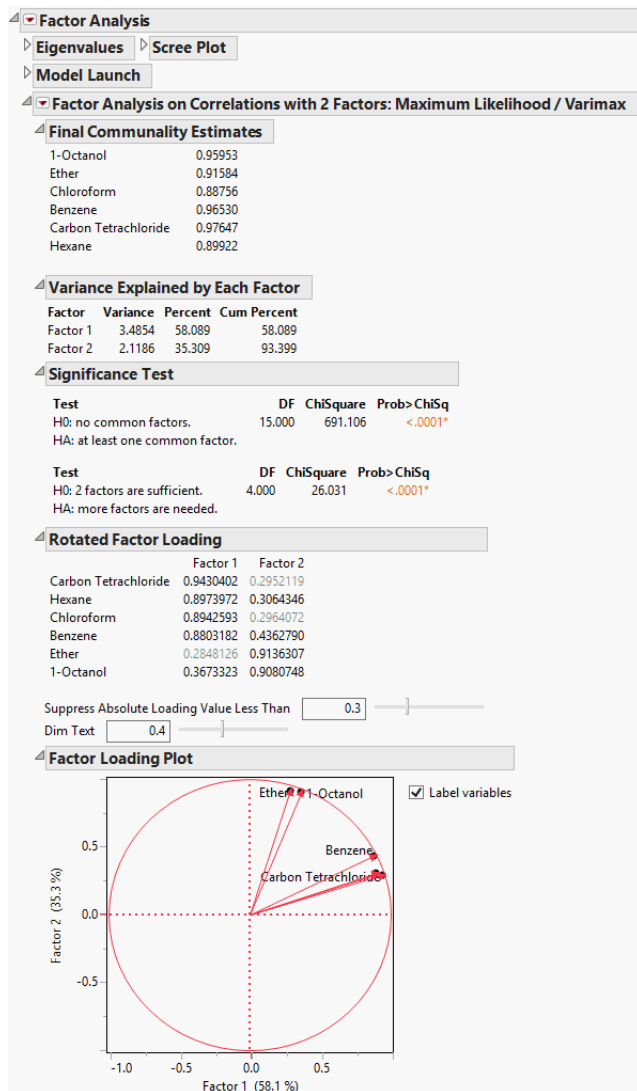 Factor Analysis
Eigenvalues Scree Plot
Model Launch
Factor Analysis on Correlations with 2 Factors: Maximum Likelihood / Varimax
Final Communality Estimates
1-Octanol 0.95953
Ether 0.91584
Chloroform 0.88756
Benzene 0.96530
Carbon Tetrachloride 0.97647
Hexane 0.89922
Variance Explained by Each Factor
Factor Variance Percent Cum Percent
Factor 1 3.4854 58.089 58.089
Factor 2 2.1186 35.309 93.399
Significance Test
Test DF ChiSquare Prob>ChiSq
H0: no common factors. 15.000 691.106 <.0001*
HA: at least one common factor.
Test DF ChiSquare Prob>ChiSq
H0: 2 factors are sufficient. 4.000 26.031 <.0001*
HA: more factors are needed.
Rotated Factor Loading
Factor 1 Factor 2
Carbon Tetrachloride 0.9430402 0.2952119
Hexane 0.8973972 0.3064346
Chloroform 0.8942593 0.2964072
Benzene 0.8803182 0.4362790
Ether 0.2848126 0.9136307
1-Octanol 0.3673323 0.9080748
Suppress Absolute Loading Value Less Than 0.3
Dim Text 0.4
Factor Loading Plot
Ether 1-Octanol
Label variables
0.5
Benzene
Carbon Tetrachloride
0.0
Factor 2 (35.3 %)
-0.5
-1.0 -0.5 0.0 0.5
Factor 1 (58.1 %)